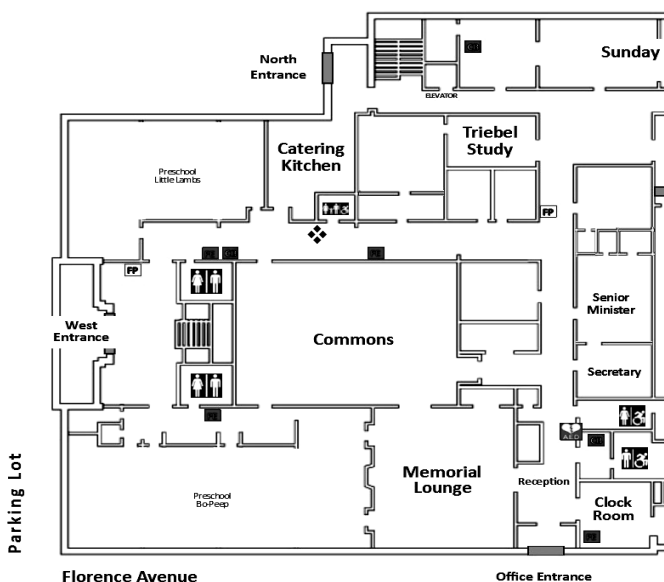 Sunday
North
Entrance
ELEVATOR
Catering
Kitchen
Triebel
Study
Preschool
Little Lambs
FP
FP
West
Entrance
Commons
Senior
Minister
Secretary
AED
Memorial
Lounge
Reception
Preschool
Bo-Peep
Clock
Room
Parking Lot
Florence Avenue
Office Entrance